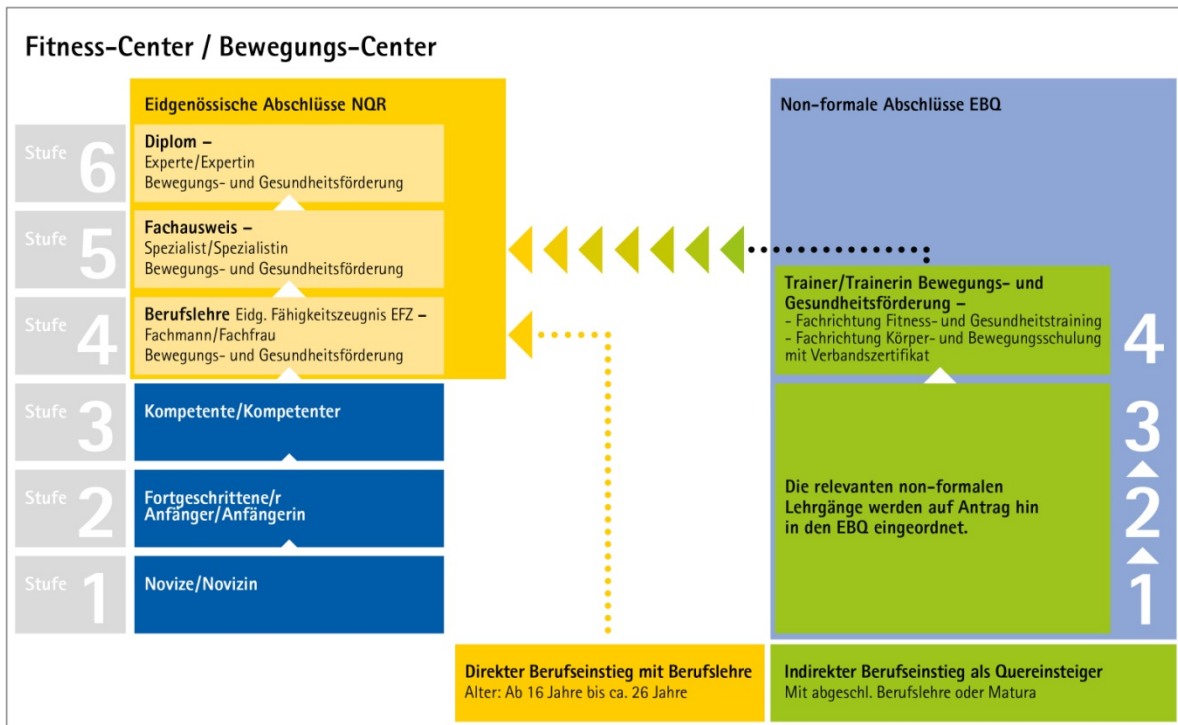 Fitness-Center / Bewegungs-Center
Eidgenössische Abschlüsse NQR
Stufe 6
Diplom –
Experte/Expertin
Bewegungs- und Gesundheitsförderung
Stufe 5
Fachausweis –
Spezialist/Spezialistin
Bewegungs- und Gesundheitsförderung
Stufe 4
Berufslehre Eidg. Fähigkeitszeugnis EFZ –
Fachmann/Fachfrau
Bewegungs- und Gesundheitsförderung
Stufe 3
Kompetente/Kompetenter
Stufe 2
Fortgeschrittene/r
Anfänger/Anfängerin
Stufe 1
Novize/Novizin
Non-formale Abschlüsse EBQ
Trainer/Trainerin Bewegungs- und
Gesundheitsförderung –
- Fachrichtung Fitness- und Gesundheitstraining
- Fachrichtung Körper- und Bewegungsschulung
mit Verbandszertifikat
4
3
Die relevanten non-formalen
Lehrgänge werden auf Antrag hin
in den EBQ eingeordnet.
2
1
Direkter Berufseinstieg mit Berufslehre
Alter: Ab 16 Jahre bis ca. 26 Jahre
Indirekter Berufseinstieg als Quereinsteiger
Mit abgeschl. Berufslehre oder Matura